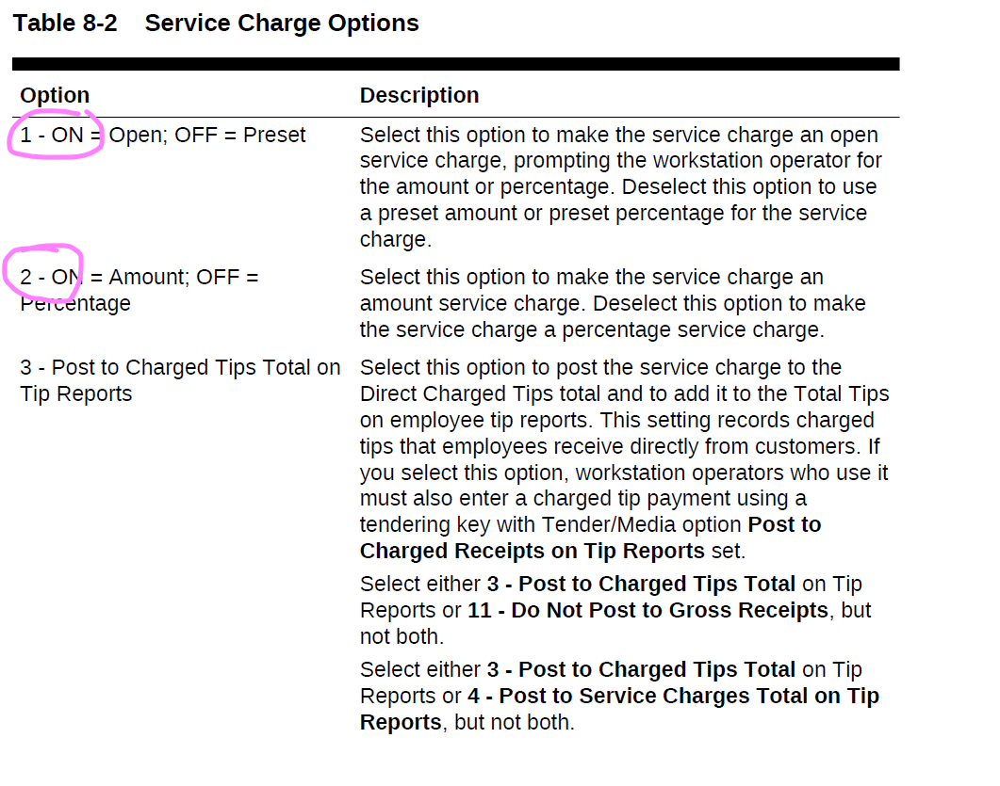 Table 8-2 Service Charge Options
Option Description
1 - ON = Open; OFF = Preset
Select this option to make the service charge an open
service charge, prompting the workstation operator for
the amount or percentage. Deselect this option to use
a preset amount or preset percentage for the service
charge.
2 - ON = Amount; OFF =
Percentage
Select this option to make the service charge an
amount service charge. Deselect this option to make
the service charge a percentage service charge.
3 - Post to Charged Tips Total on
Tip Reports
Select this option to post the service charge to the
Direct Charged Tips total and to add it to the Total Tips
on employee tip reports. This setting records charged
tips that employees receive directly from customers. If
you select this option, workstation operators who use it
must also enter a charged tip payment using a
tendering key with Tender/Media option Post to
Charged Receipts on Tip Reports set.
Select either 3 - Post to Charged Tips Total on Tip
Reports or 11 - Do Not Post to Gross Receipts, but
not both.
Select either 3 - Post to Charged Tips Total on Tip
Reports or 4 - Post to Service Charges Total on Tip
Reports, but not both.